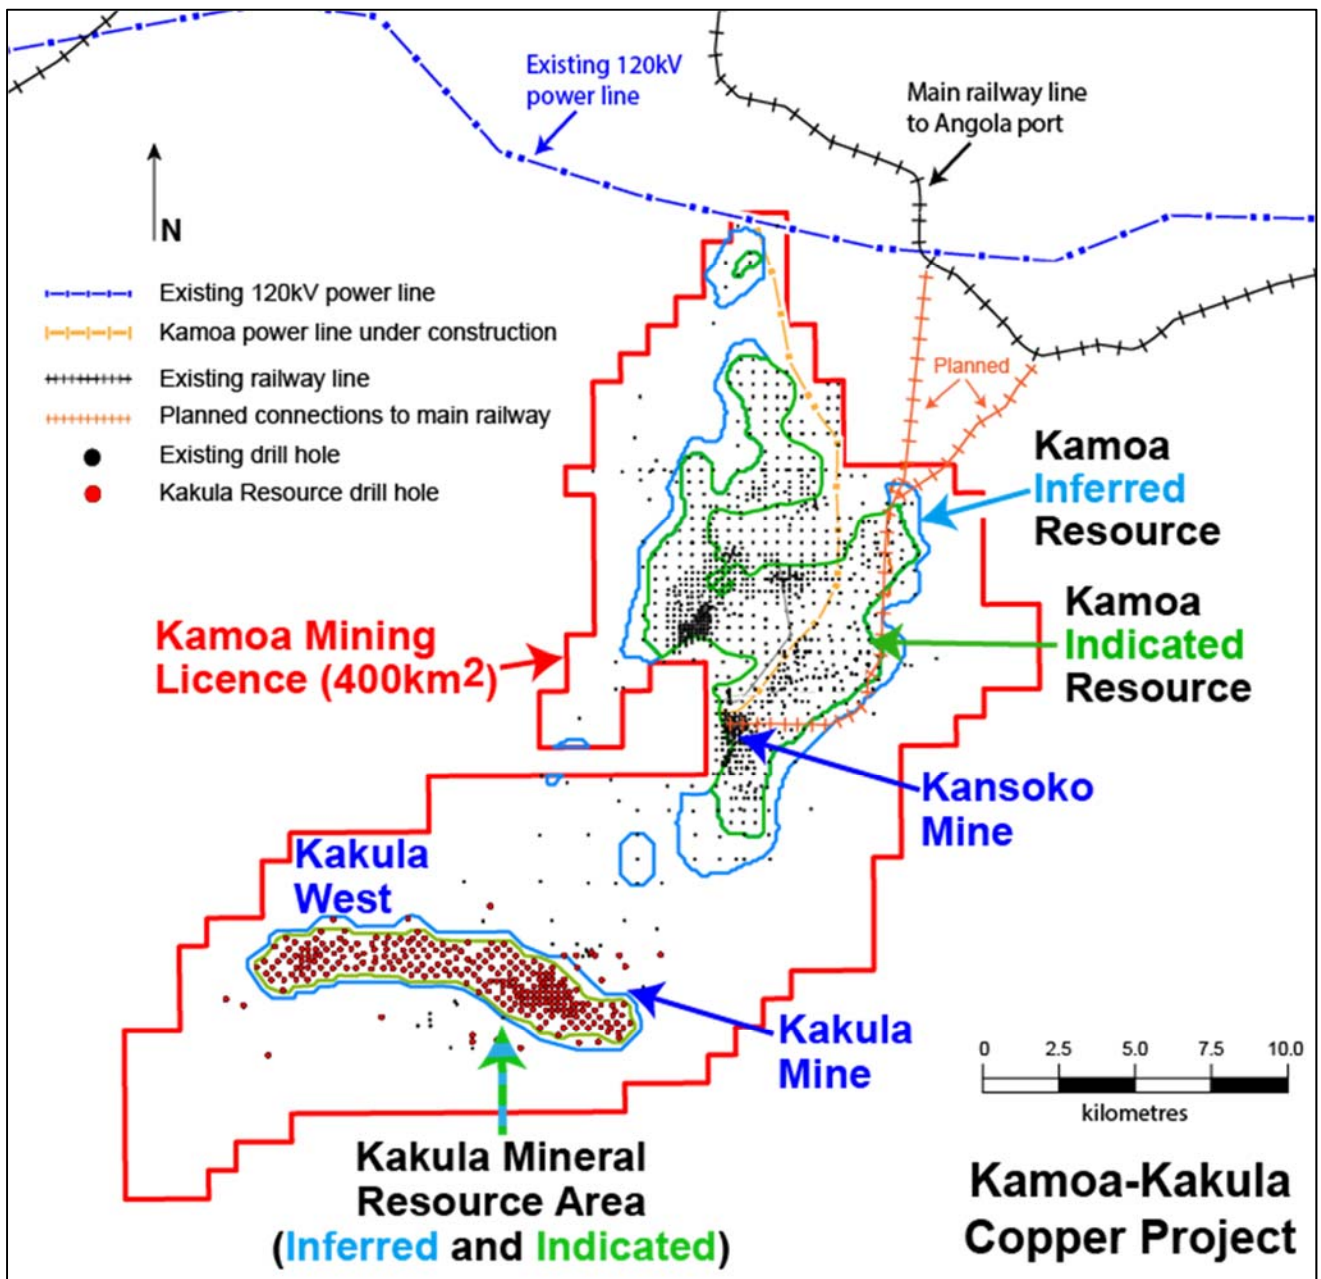 Existing 120kV
power line
Main railway line
to Angola port
N
Existing 120kV power line
Kamoa power line under construction
Existing railway line
Planned connections to main railway
Existing drill hole
Kakula Resource drill hole
Planned
Kamoa
Inferred
Resource
Kamoa
Indicated
Resource
Kamoa Mining
Licence (400km2)
Kansoko
Mine
Kakula
West
Kakula
Mine
0 2.5 5.0 7.5 10.0
kilometres
Kakula Mineral
Resource Area
(Inferred and Indicated)
Kamoa-Kakula
Copper Project